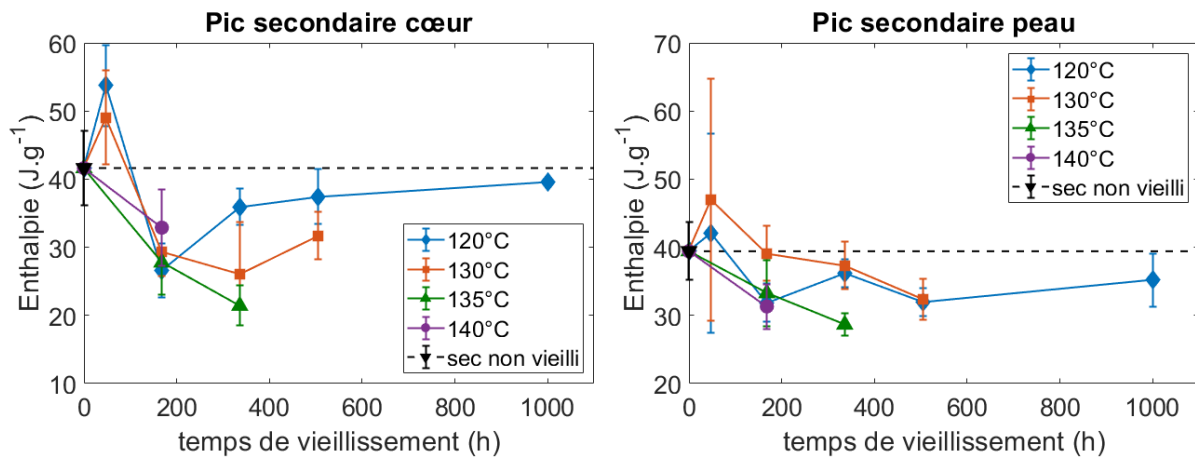 Pic secondaire cœur
Enthalpie (J.g⁻¹)
60
50
40
30
20
10
0
200
400
600
800
1000
temps de vieillissement (h)
120°C
130°C
135°C
140°C
sec non vieilli
Pic secondaire peau
Enthalpie (J.g⁻¹)
70
60
50
40
30
20
0
200
400
600
800
1000
temps de vieillissement (h)
120°C
130°C
135°C
140°C
sec non vieilli